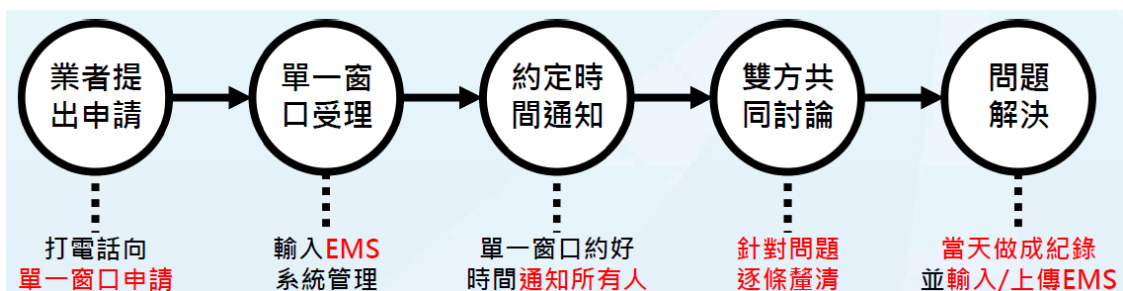 業者提
出申請
單一窗
口受理
約定時
間通知
雙方共
同討論
問題
解決
打電話向
單一窗口申請
輸入EMS
系統管理
單一窗口約好
時間通知所有人
針對問題
逐條釐清
當天做成紀錄
並輸入/上傳EMS